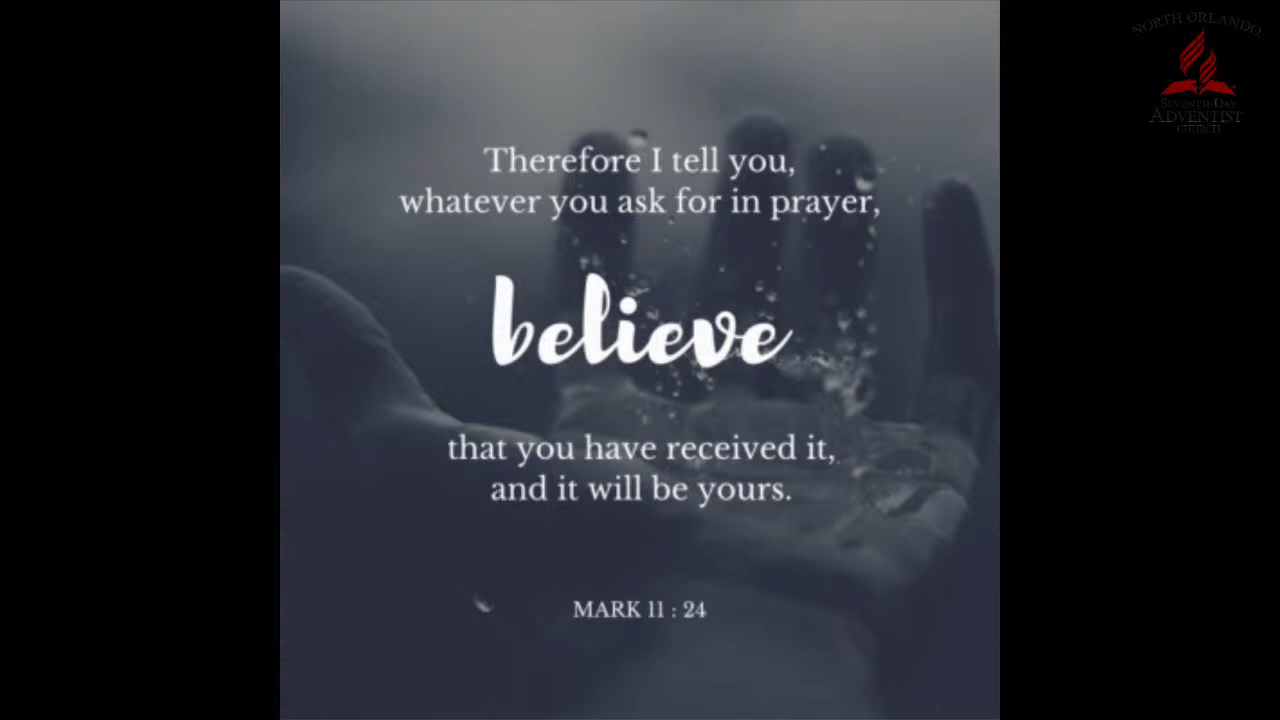 NORTH ORLANDO
SEVENTH-DAY
ADVENTIST
CHURCH
Therefore I tell you,
whatever you ask for in prayer,
believe
that you have received it,
and it will be yours.
MARK 11 : 24